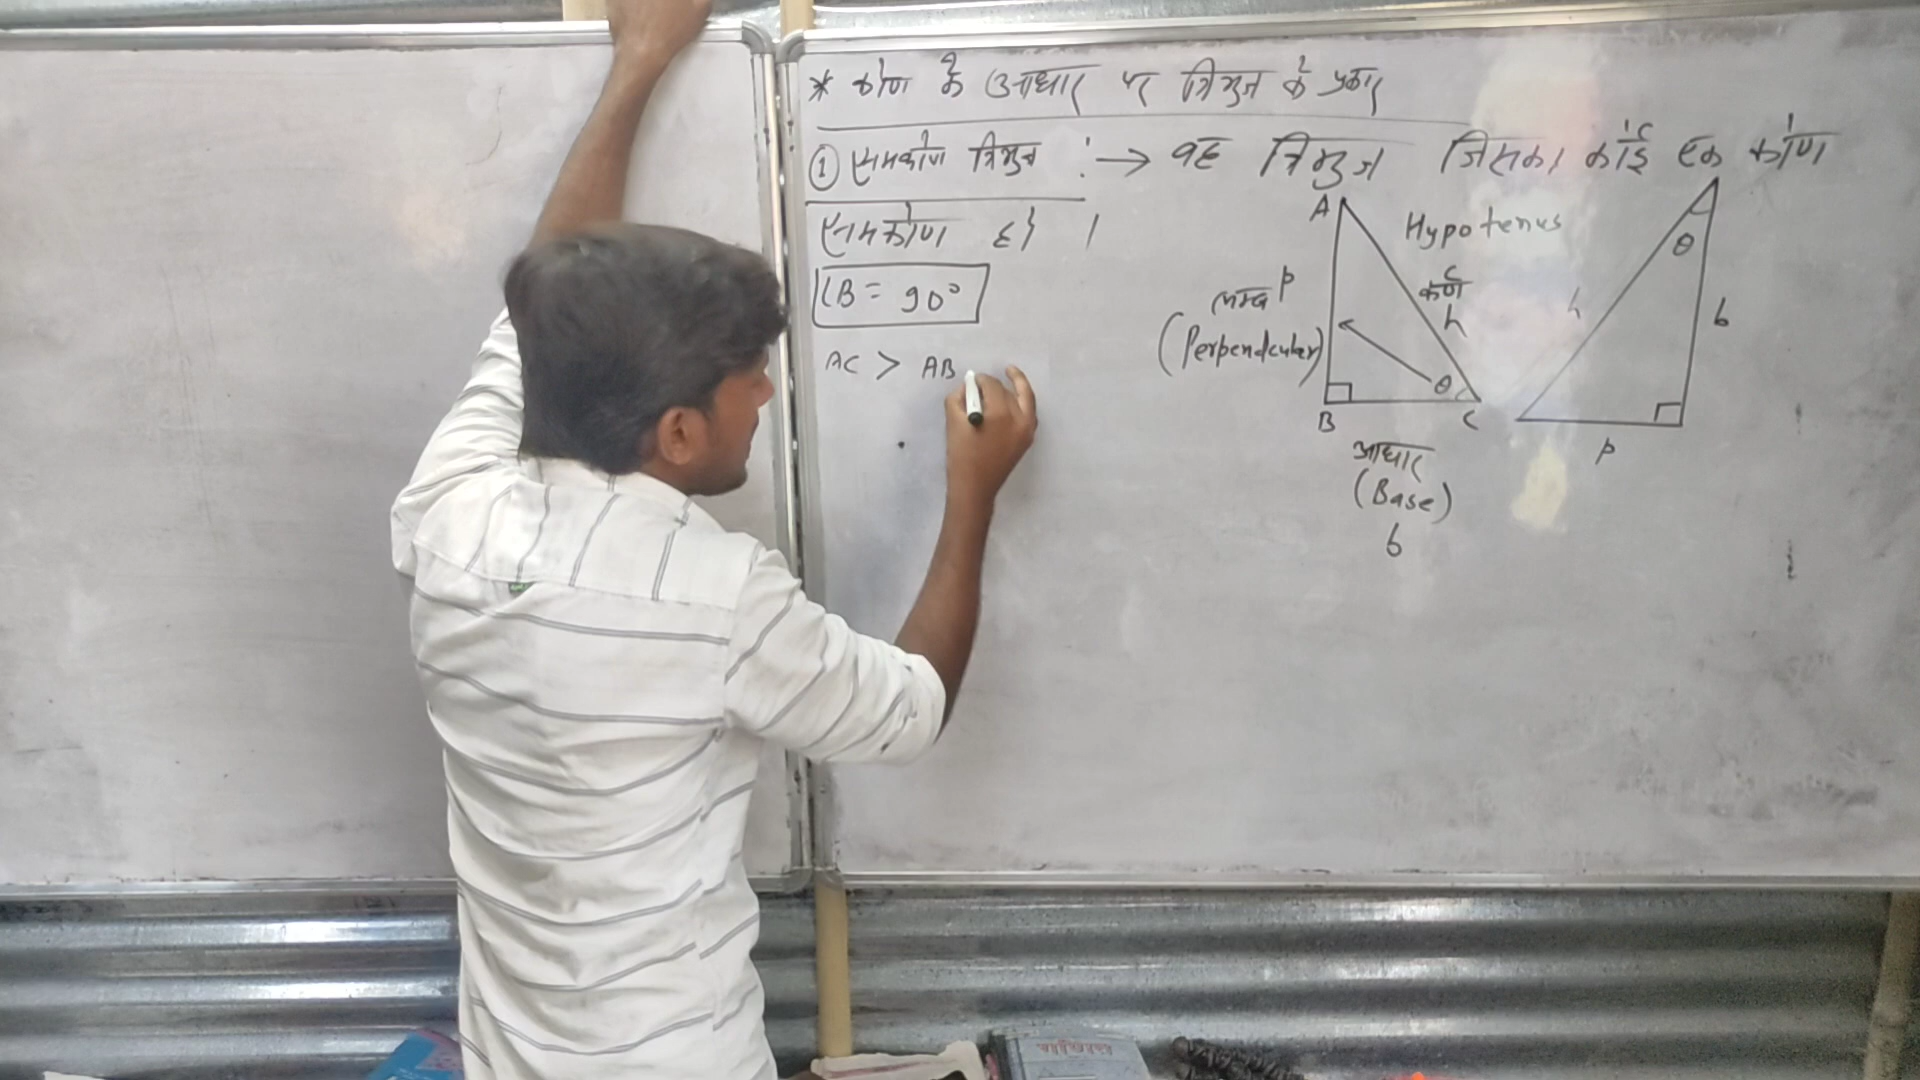 * कोण के आधार पर त्रिभुज के प्रकार
① समकोण त्रिभुज :→ वह त्रिभुज जिसका कोई एक कोण
समकोण हो ।
∠B = 90°
AC > AB
A
Hypotenus
कर्ण
h
लम्ब P
(Perpendcular)
θ
B
C
आधार
(Base)
b
θ
h
b
P